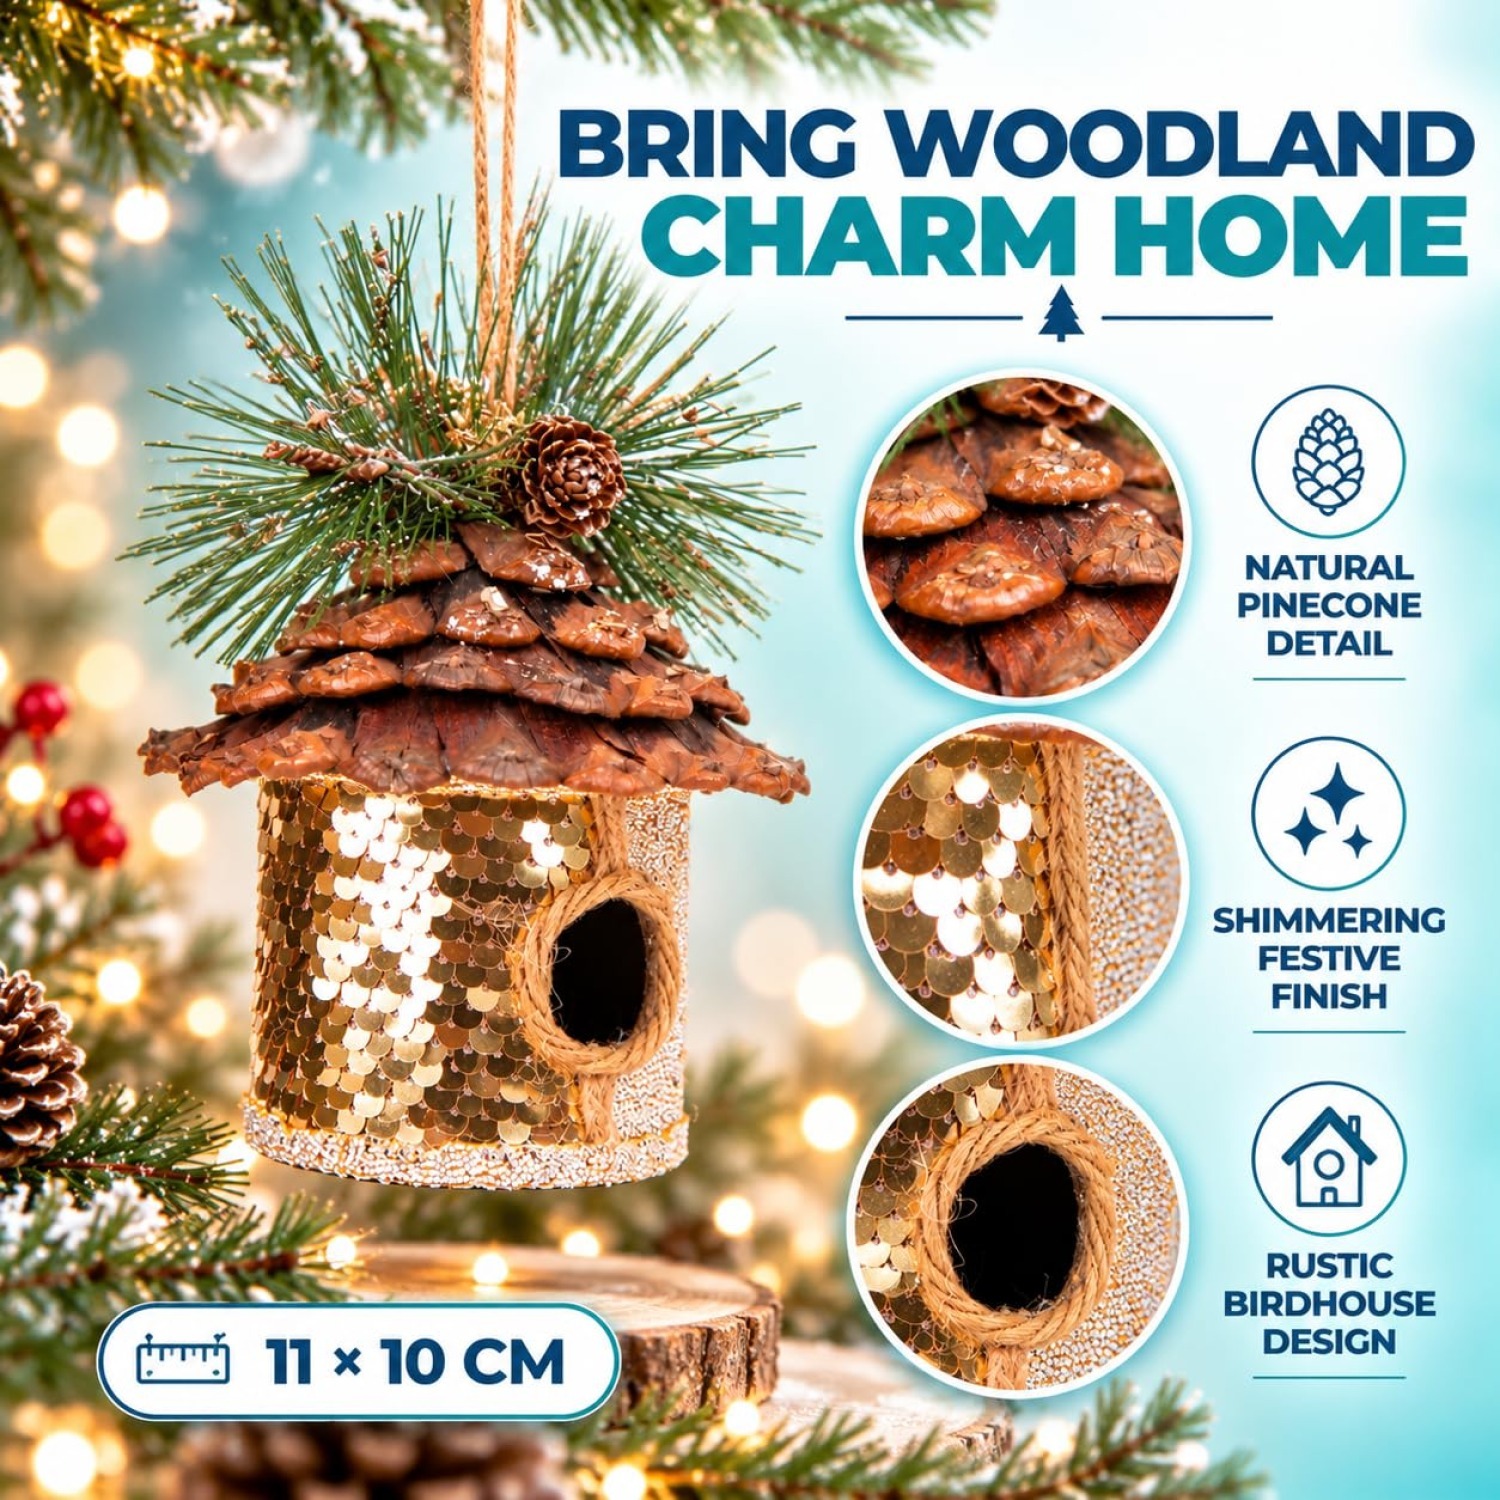 BRING WOODLAND
CHARM HOME
NATURAL
PINECONE
DETAIL
SHIMMERING
FESTIVE
FINISH
RUSTIC
BIRDHOUSE
DESIGN
11 × 10 CM